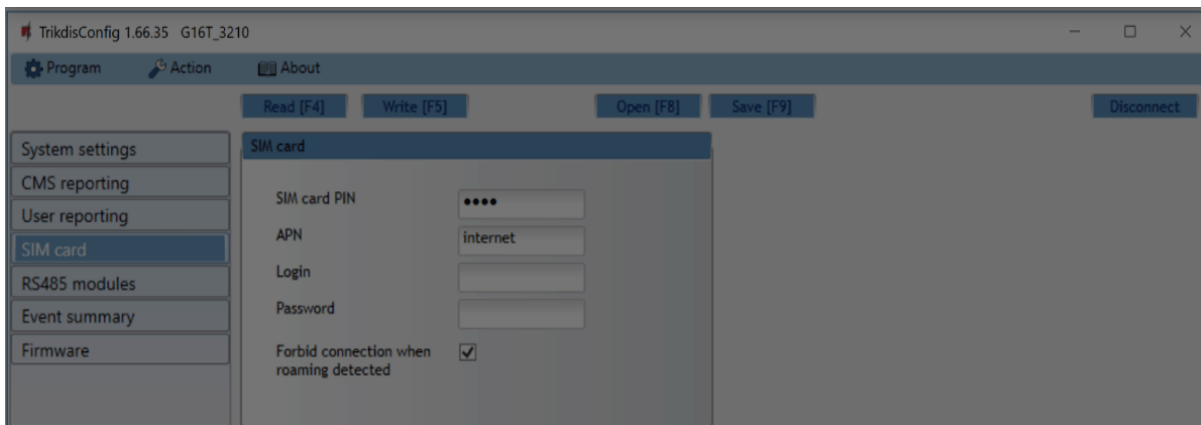 TrikdisConfig 1.66.35 G16T_3210
Program Action About
Read [F4] Write [F5] Open [F8] Save [F9] Disconnect
System settings
CMS reporting
User reporting
SIM card
RS485 modules
Event summary
Firmware
SIM card
SIM card PIN ••••
APN internet
Login
Password
Forbid connection when
roaming detected